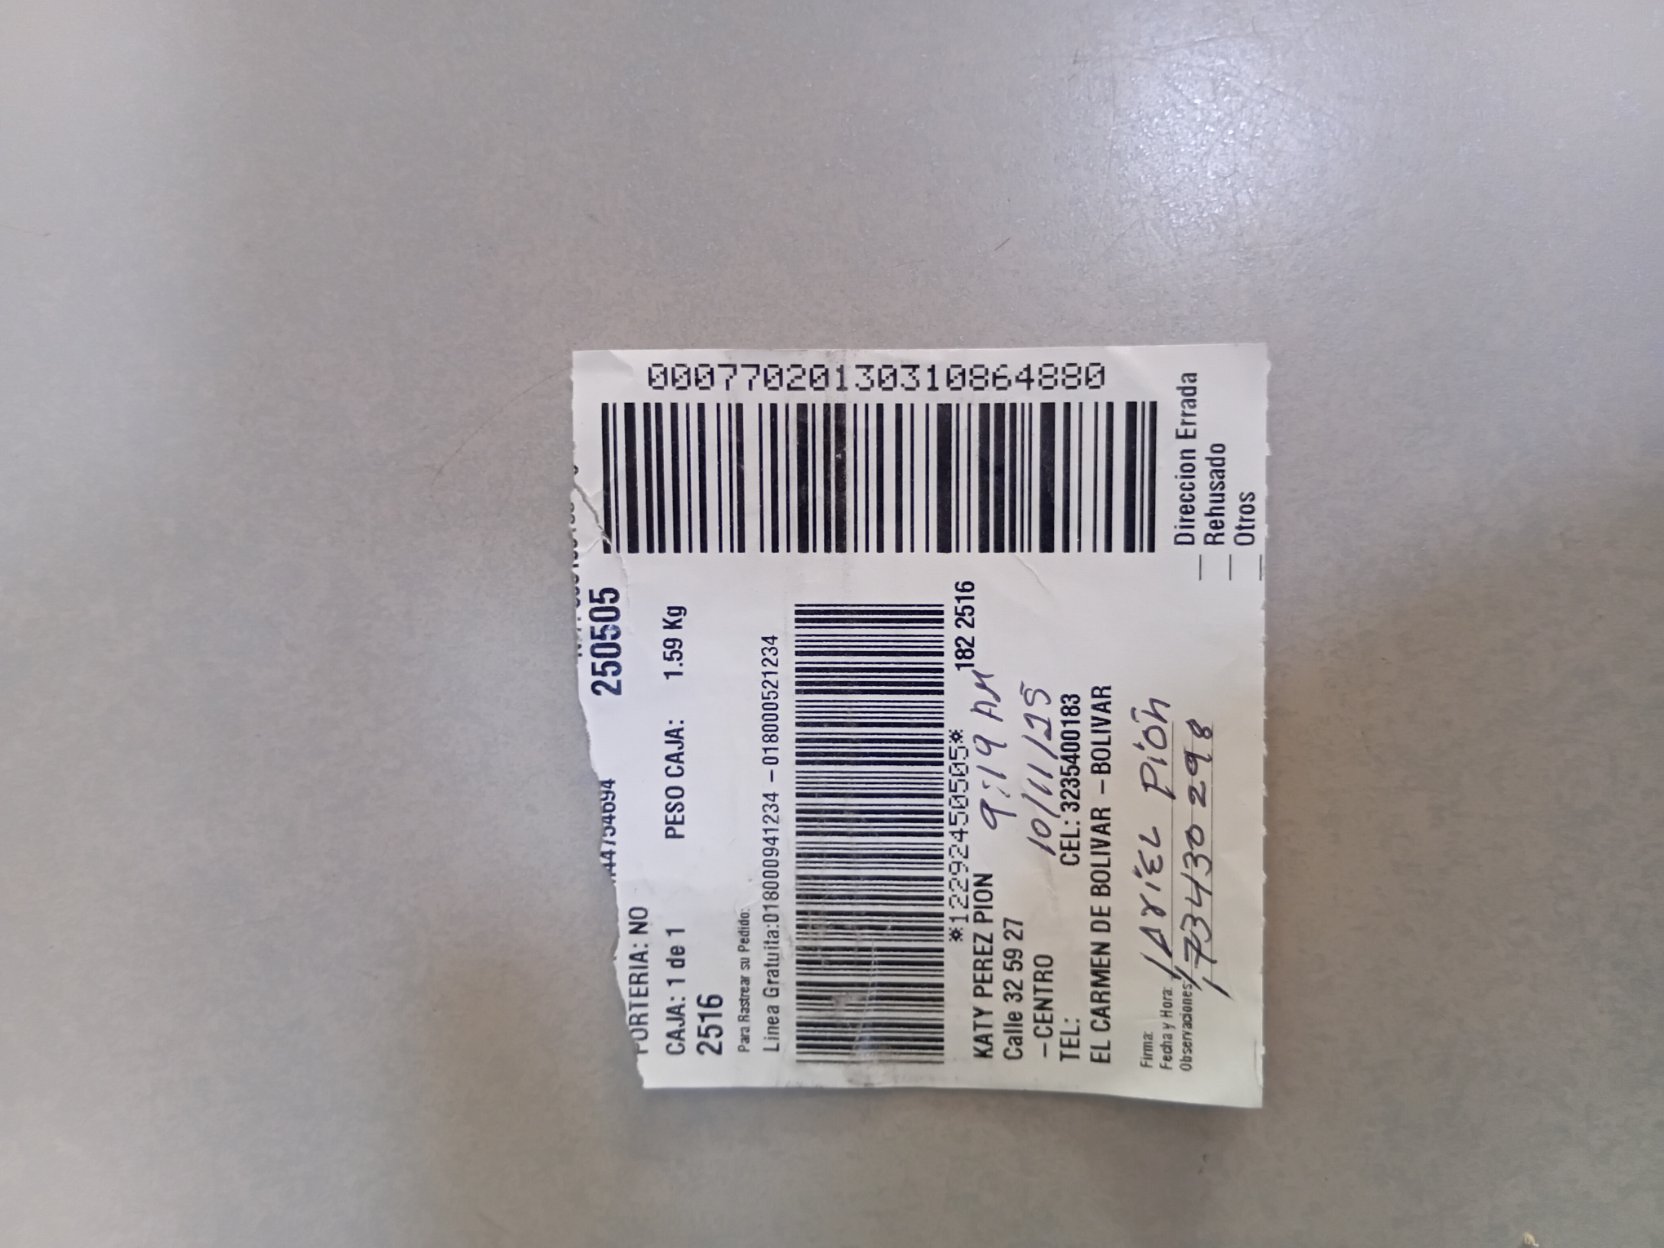 250505
PORTERIA: NO
CAJA: 1 de 1 PESO CAJA: 1.59 Kg
2516
Para Rastrear su Pedido:
Linea Gratuita:018000941234 - 018000521234
*1229245050505*
182 2516
KATY PEREZ PION
9:19 AM
Calle 32 59 27
10/11/25
- CENTRO
TEL: CEL: 3235400183
EL CARMEN DE BOLIVAR - BOLIVAR
Firma:
Fecha y Hora:
Observaciones:
Ariel Pión
73430298
00077020130310864880
Direccion Errada
Rehusado
Otros